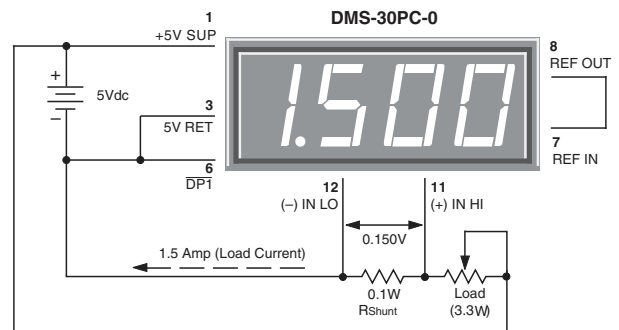 DMS-30PC-0
1
+5V SUP
1.500
8
REF OUT
+
5Vdc
–
3
5V RET
7
REF IN
6
DP1
12
(–) IN LO
11
(+) IN HI
0.150V
1.5 Amp (Load Current)
0.1W
RShunt
Load
(3.3W)